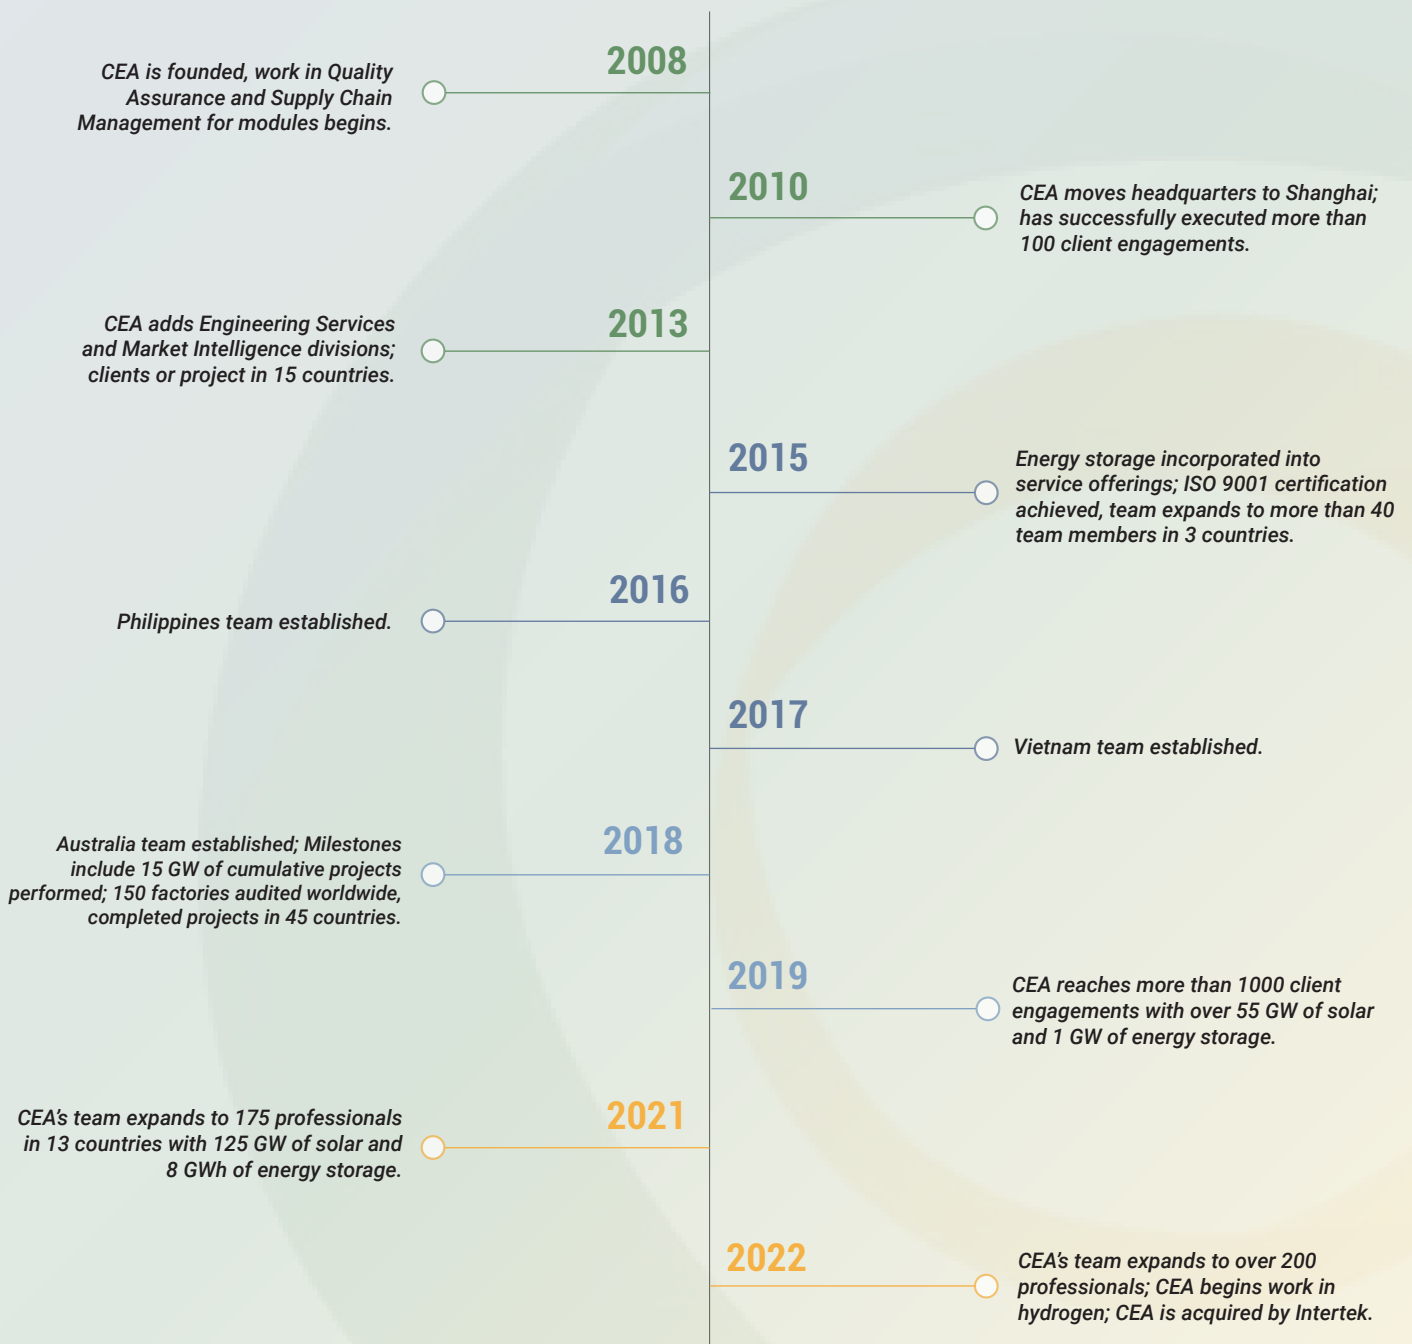 2008
CEA is founded, work in Quality
Assurance and Supply Chain
Management for modules begins.
2010
CEA moves headquarters to Shanghai;
has successfully executed more than
100 client engagements.
2013
CEA adds Engineering Services
and Market Intelligence divisions;
clients or project in 15 countries.
2015
Energy storage incorporated into
service offerings; ISO 9001 certification
achieved, team expands to more than 40
team members in 3 countries.
2016
Philippines team established.
2017
Vietnam team established.
2018
Australia team established; Milestones
include 15 GW of cumulative projects
performed; 150 factories audited worldwide,
completed projects in 45 countries.
2019
CEA reaches more than 1000 client
engagements with over 55 GW of solar
and 1 GW of energy storage.
2021
CEA's team expands to 175 professionals
in 13 countries with 125 GW of solar and
8 GWh of energy storage.
2022
CEA's team expands to over 200
professionals; CEA begins work in
hydrogen; CEA is acquired by Intertek.